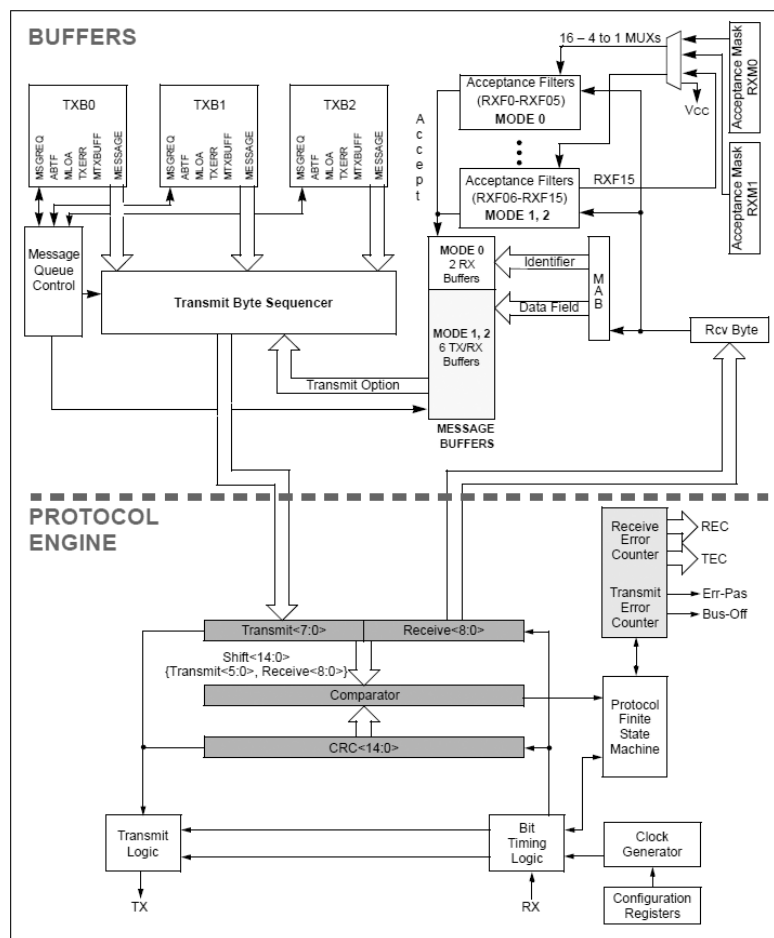 BUFFERS
16 – 4 to 1 MUXs
Acceptance Mask
RXM0
VCC
TXB0
TXB1
TXB2
MSGREQ
ABTF
MLOA
TXERR
MTXBUFF
MESSAGE
MSGREQ
ABTF
MLOA
TXERR
MTXBUFF
MESSAGE
MSGREQ
ABTF
MLOA
TXERR
MTXBUFF
MESSAGE
Accept
Acceptance Filters
(RXF0-RXF05)
MODE 0
Acceptance Filters
(RXF06-RXF15)
MODE 1, 2
RXF15
Acceptance Mask
RXM1
Message
Queue
Control
Transmit Byte Sequencer
MODE 0
2 RX
Buffers
Identifier
Data Field
MAB
MODE 1, 2
6 TX/RX
Buffers
Rcv Byte
Transmit Option
MESSAGE
BUFFERS
PROTOCOL
ENGINE
Receive
Error
Counter
Transmit
Error
Counter
REC
TEC
Err-Pas
Bus-Off
Transmit<7:0>
Receive<8:0>
Shift<14:0>
{Transmit<5:0>, Receive<8:0>}
Comparator
CRC<14:0>
Protocol
Finite
State
Machine
Transmit
Logic
Bit
Timing
Logic
Clock
Generator
TX
RX
Configuration
Registers